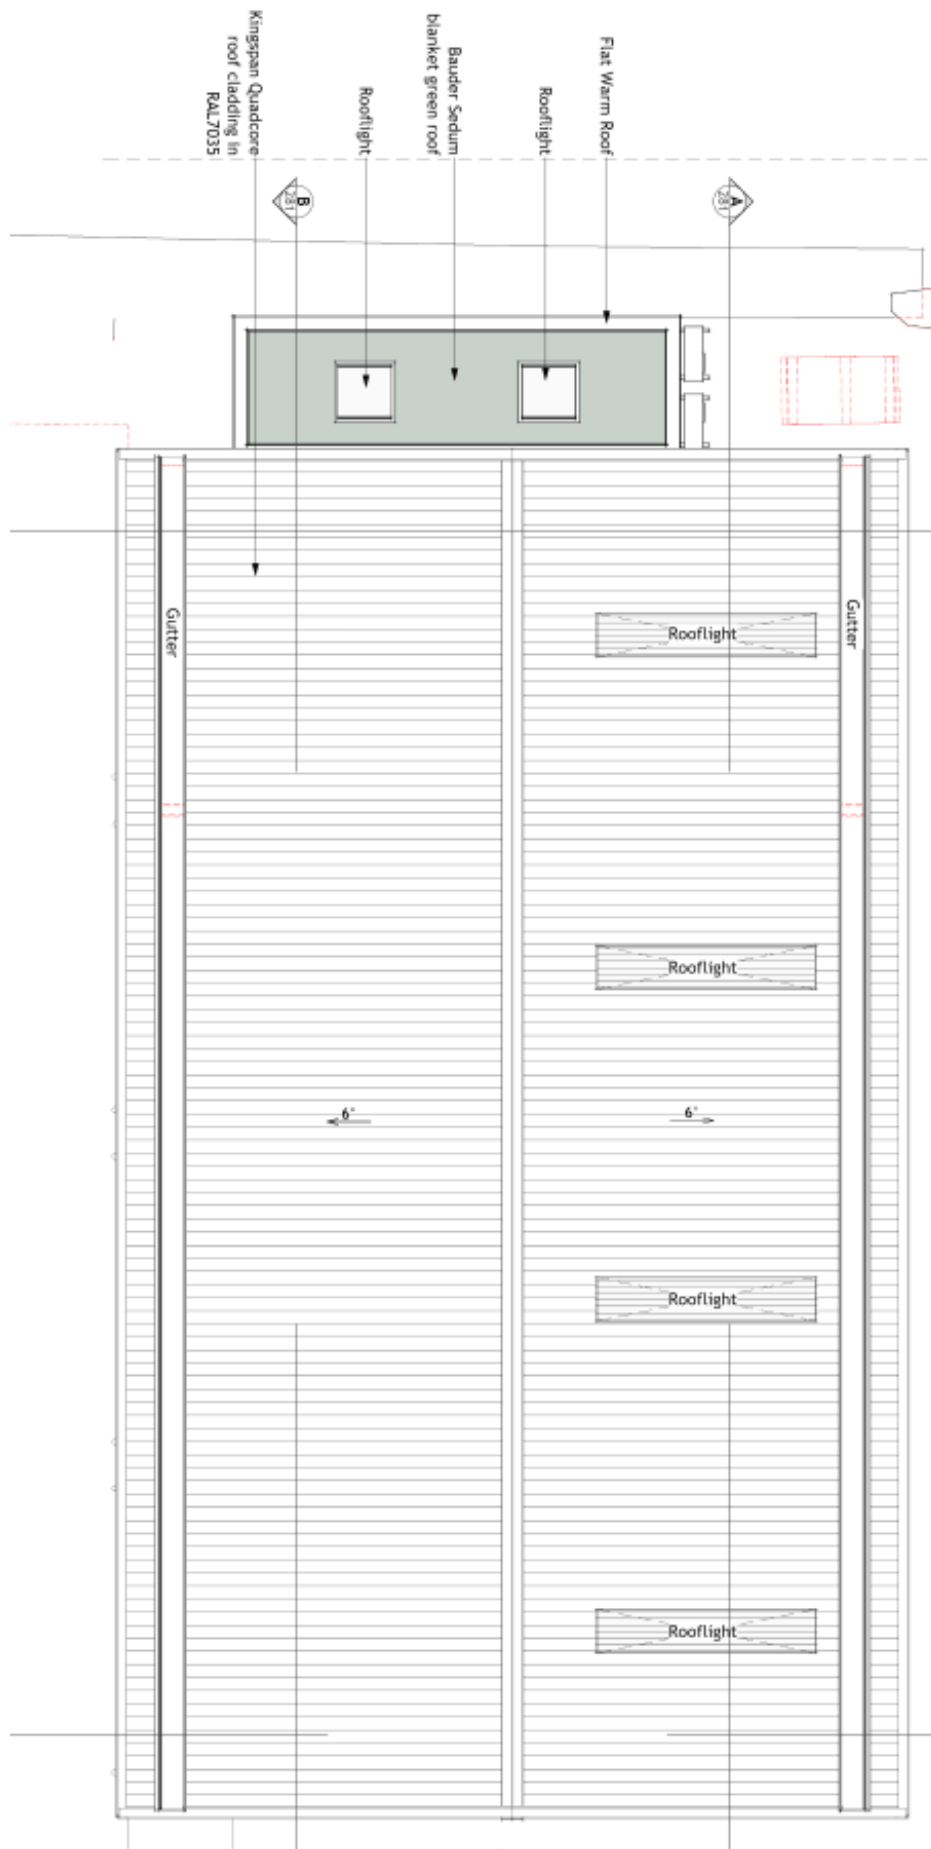 Kingspan Quadcore
roof cladding in
RAL7035
Rooflight
Bauder Sedum
blanket green roof
Rooflight
Flat Warm Roof
B
281
A
281
Gutter
Gutter
Rooflight
Rooflight
6°
6°
Rooflight
Rooflight